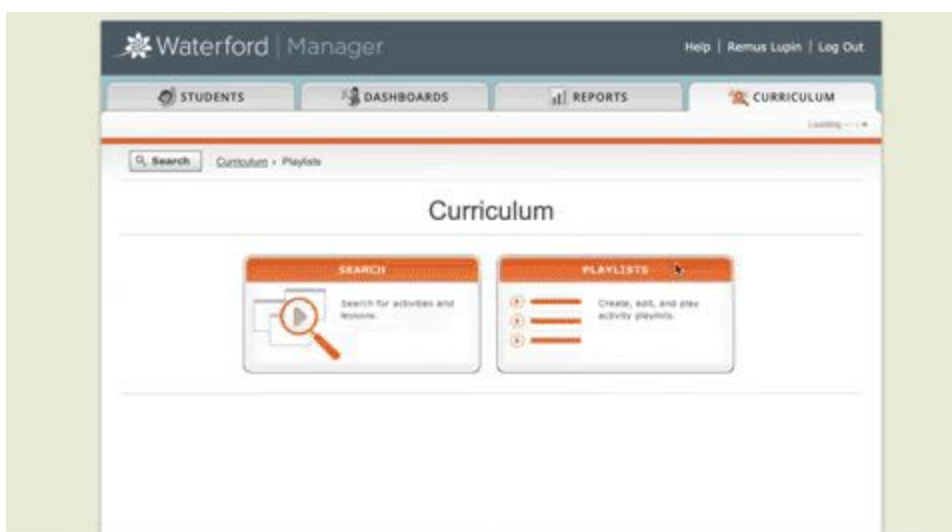 Waterford | Manager
Help | Remus Lupin | Log Out
STUDENTS
DASHBOARDS
REPORTS
CURRICULUM
Loading
Search
Curriculum › Playlists
Curriculum
SEARCH
Search for activities and
lessons.
PLAYLISTS
Create, edit, and play
activity playlists.